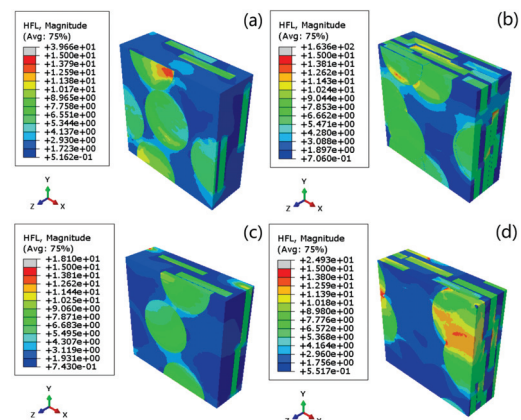 (a)
HFL, Magnitude
(Avg: 75%)
+3.966e+01
+1.500e+01
+1.379e+01
+1.259e+01
+1.138e+01
+1.017e+01
+8.965e+00
+7.758e+00
+6.551e+00
+5.344e+00
+4.137e+00
+2.930e+00
+1.723e+00
+5.162e-01
Y
Z X
(b)
HFL, Magnitude
(Avg: 75%)
+1.636e+02
+1.500e+01
+1.381e+01
+1.262e+01
+1.143e+01
+1.024e+01
+9.044e+00
+7.853e+00
+6.662e+00
+5.471e+00
+4.280e+00
+3.088e+00
+1.897e+00
+7.060e-01
Y
Z X
(c)
HFL, Magnitude
(Avg: 75%)
+1.810e+01
+1.500e+01
+1.381e+01
+1.262e+01
+1.144e+01
+1.025e+01
+9.060e+00
+7.871e+00
+6.683e+00
+5.495e+00
+4.307e+00
+3.119e+00
+1.931e+00
+7.430e-01
Y
Z X
(d)
HFL, Magnitude
(Avg: 75%)
+2.493e+01
+1.500e+01
+1.380e+01
+1.259e+01
+1.139e+01
+1.018e+01
+8.980e+00
+7.776e+00
+6.572e+00
+5.368e+00
+4.164e+00
+2.960e+00
+1.756e+00
+5.517e-01
Y
Z X